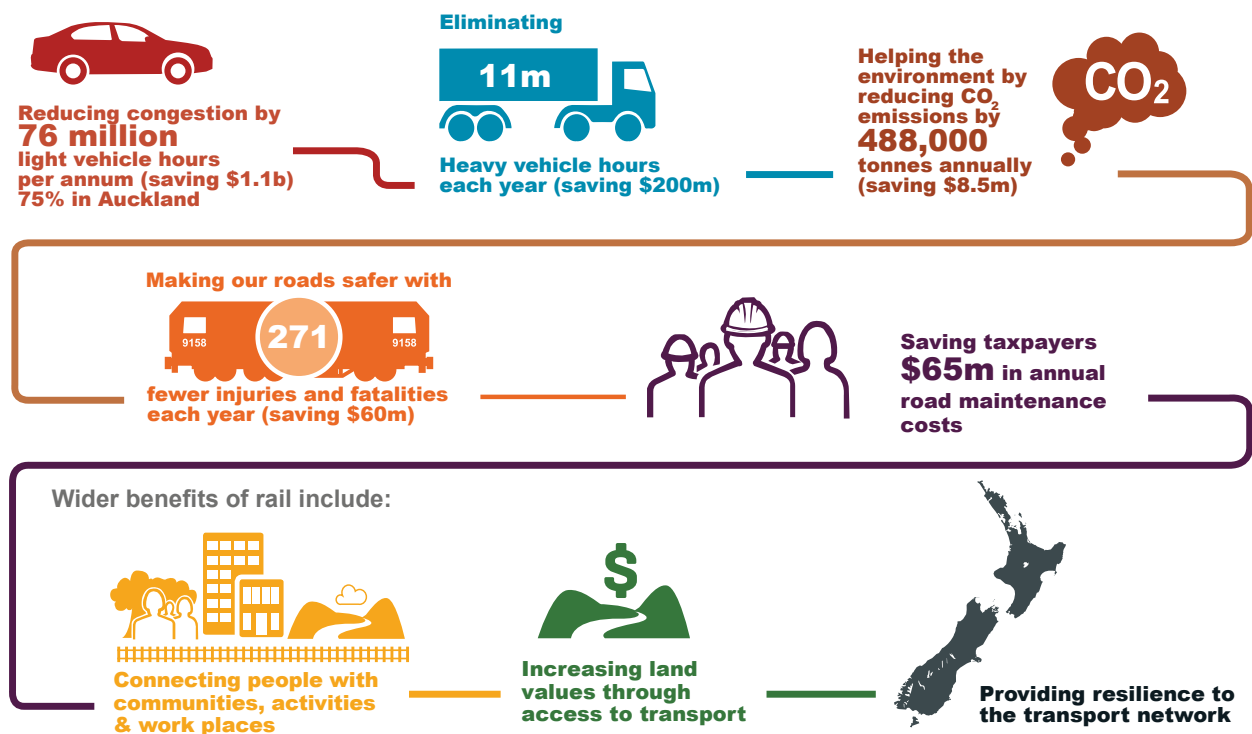 Reducing congestion by
76 million
light vehicle hours
per annum (saving $1.1b)
75% in Auckland
Eliminating
11m
Heavy vehicle hours
each year (saving $200m)
Helping the
environment by
reducing CO2
emissions by
488,000
tonnes annually
(saving $8.5m)
CO2
Making our roads safer with
9158
271
9158
fewer injuries and fatalities
each year (saving $60m)
Saving taxpayers
$65m in annual
road maintenance
costs
Wider benefits of rail include:
Connecting people with
communities, activities
& work places
$
Increasing land
values through
access to transport
Providing resilience to
the transport network